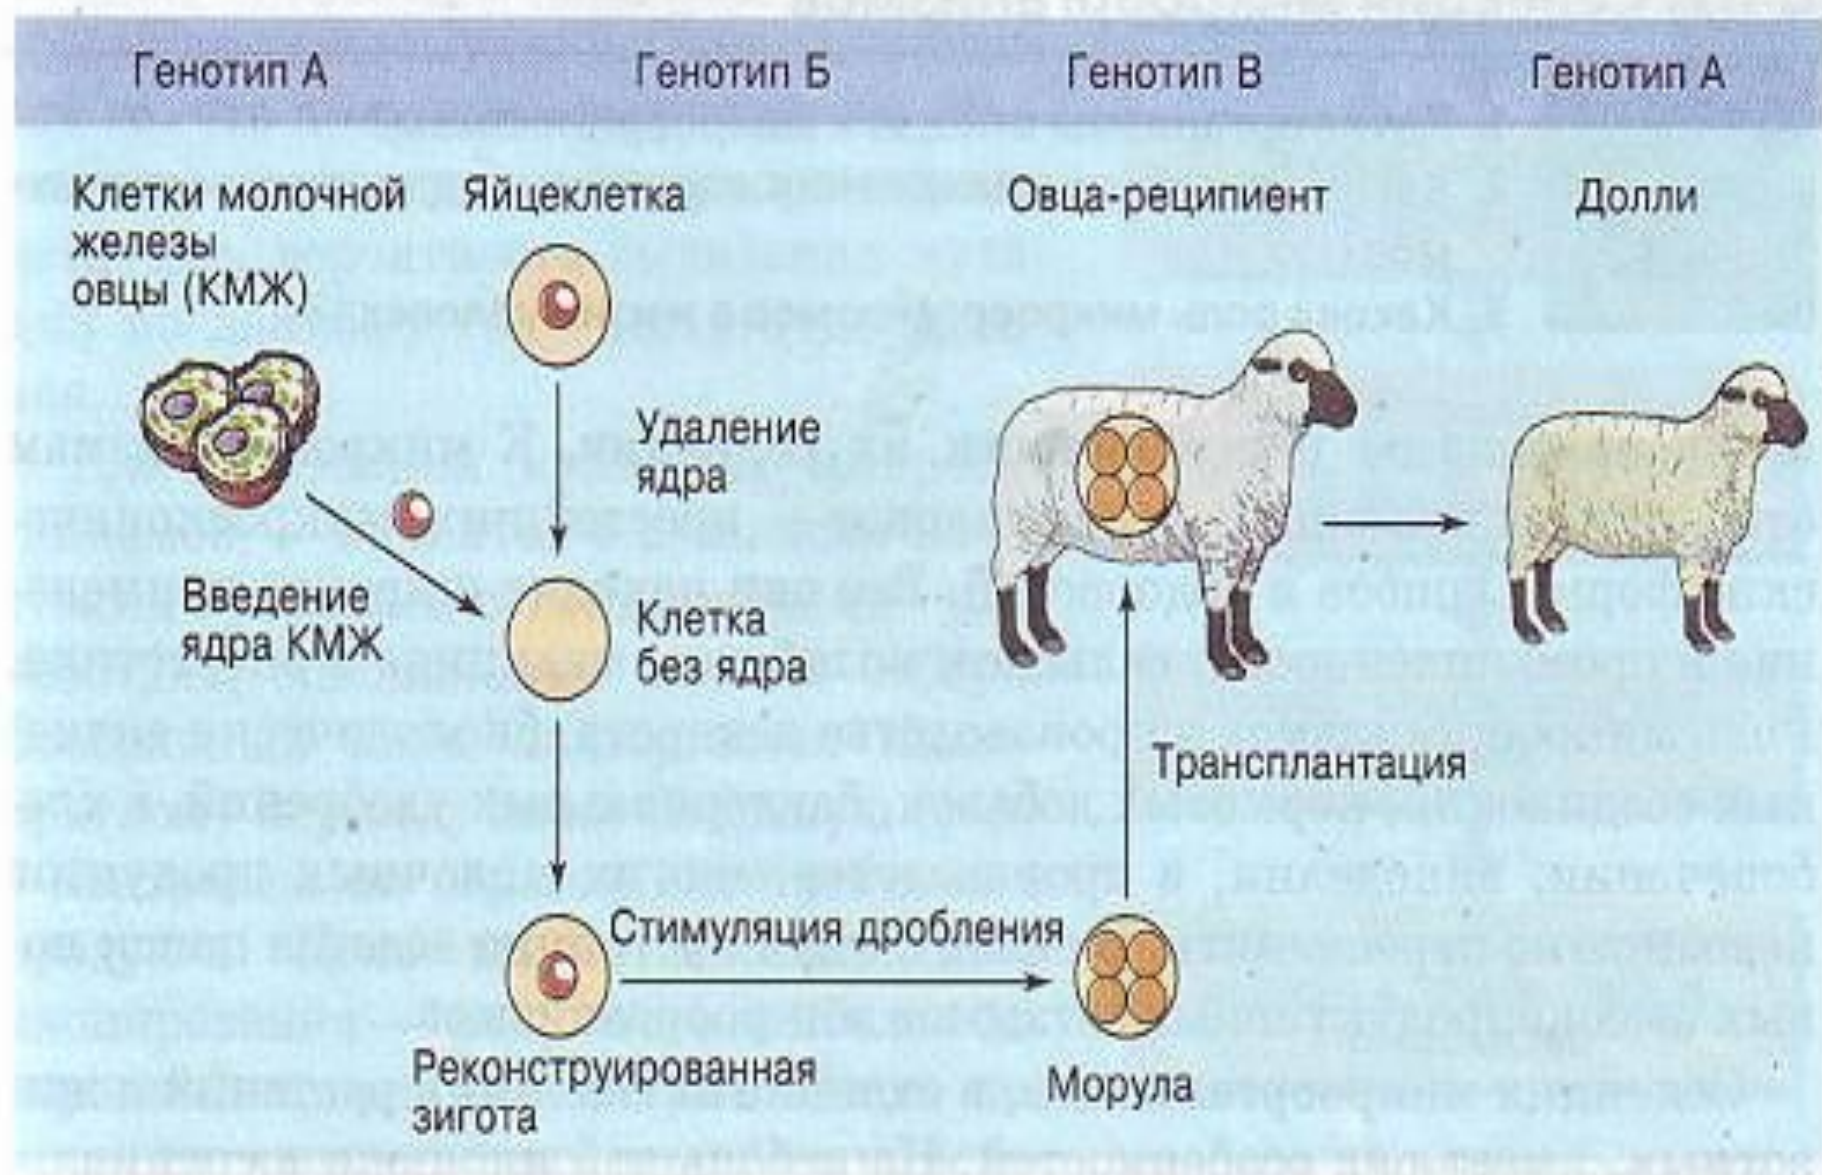 Генотип А
Генотип Б
Генотип В
Генотип А
Клетки молочной
железы
овцы (КМЖ)
Яйцеклетка
Овца-реципиент
Долли
Удаление
ядра
Введение
ядра КМЖ
Клетка
без ядра
Трансплантация
Стимуляция дробления
Реконструированная
зигота
Морула